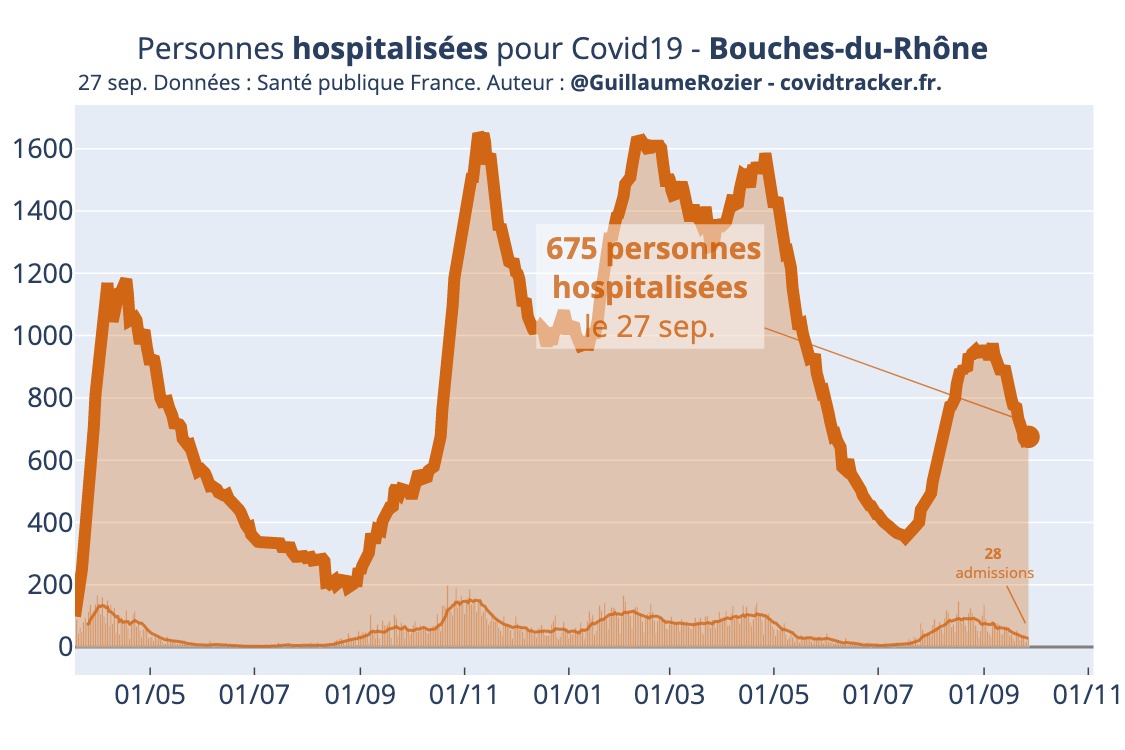 Personnes hospitalisées pour Covid19 - Bouches-du-Rhône
27 sep. Données : Santé publique France. Auteur : @GuillaumeRozier - covidtracker.fr.
1600
1400
1200
1000
800
600
400
200
0
675 personnes
hospitalisées
le 27 sep.
28
admissions
01/05 01/07 01/09 01/11 01/01 01/03 01/05 01/07 01/09 01/11